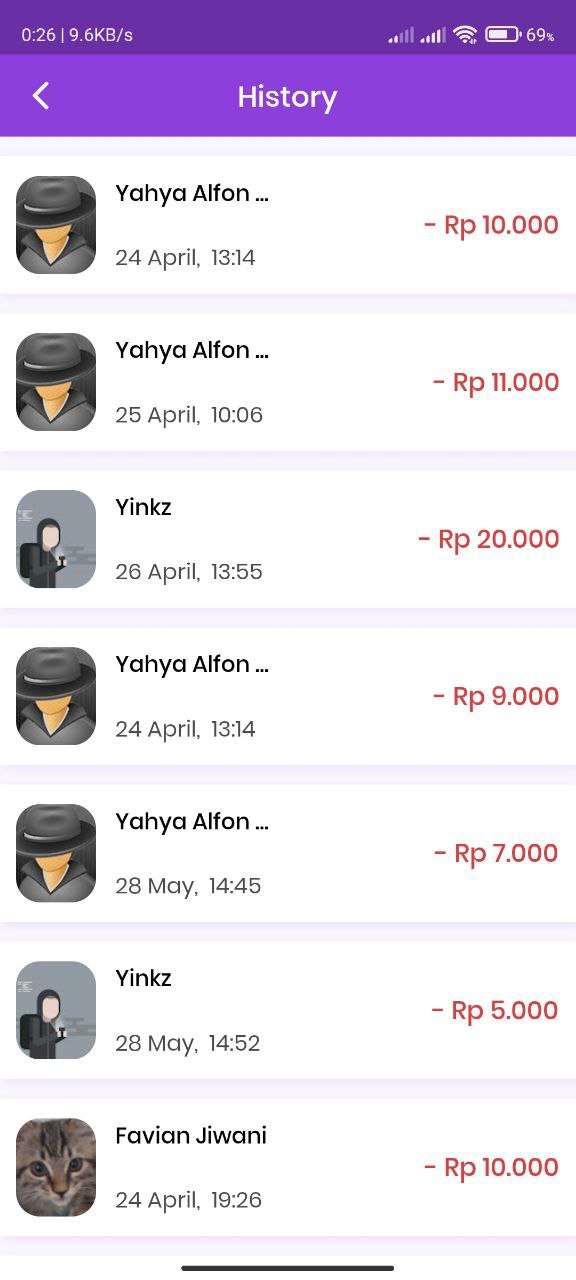 0:26 | 9.6KB/s 69%
History
Yahya Alfon ...
- Rp 10.000
24 April, 13:14
Yahya Alfon ...
- Rp 11.000
25 April, 10:06
Yinkz
- Rp 20.000
26 April, 13:55
Yahya Alfon ...
- Rp 9.000
24 April, 13:14
Yahya Alfon ...
- Rp 7.000
28 May, 14:45
Yinkz
- Rp 5.000
28 May, 14:52
Favian Jiwani
- Rp 10.000
24 April, 19:26